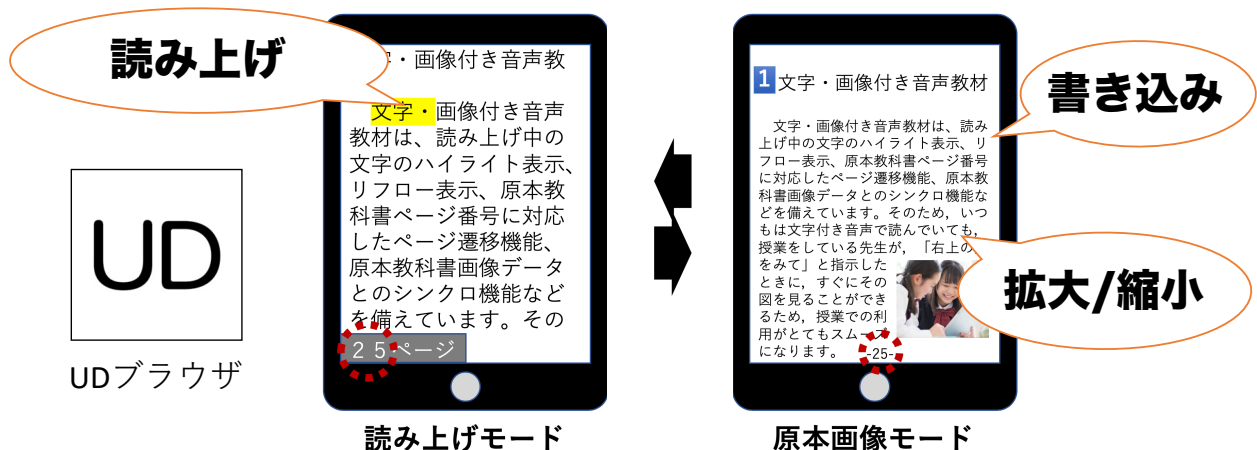 読み上げ
・画像付き音声教
文字・画像付き音声
教材は、読み上げ中の
文字のハイライト表示、
リフロー表示、原本教
科書ページ番号に対応
したページ遷移機能、
原本教科書画像データ
とのシンクロ機能など
を備えています。その
２５ページ
読み上げモード
UD
UDブラウザ
1 文字・画像付き音声教材
文字・画像付き音声教材は、読み
上げ中の文字のハイライト表示、リ
フロー表示、原本教科書ページ番号
に対応したページ遷移機能、原本教
科書画像データとのシンクロ機能な
どを備えています。そのため，いつ
もは文字付き音声で読んでいても，
授業をしている先生が，「右上の
をみて」と指示した
ときに，すぐにその
図を見ることができ
るため，授業での利
用がとてもスムーズ
になります。
-25-
原本画像モード
書き込み
拡大/縮小